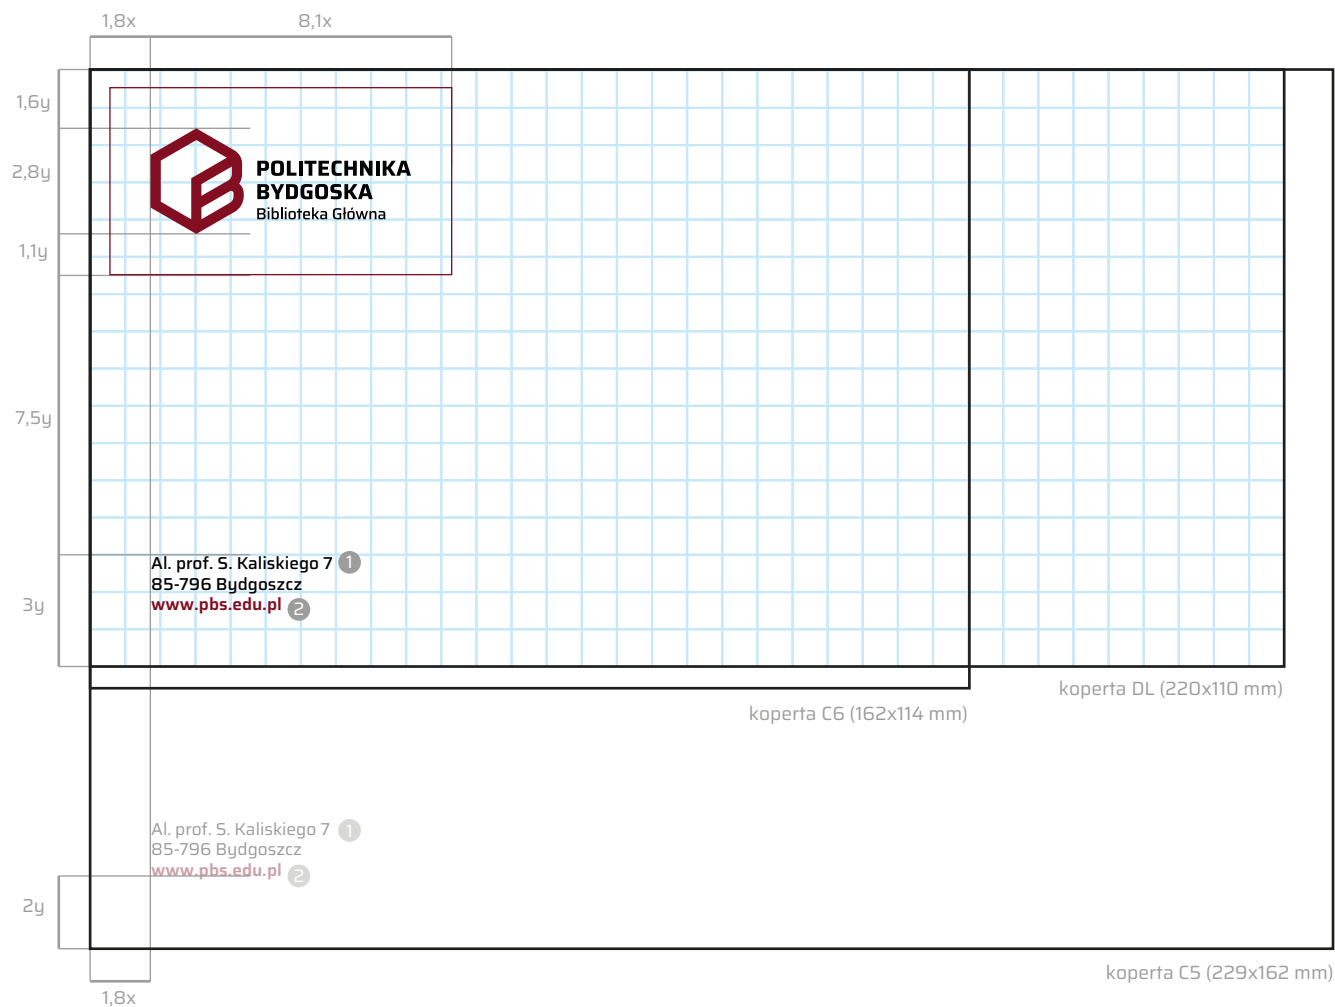 1,8x
8,1x
1,6y
2,8y
1,1y
7,5y
3y
2y
1,8x
POLITECHNIKA
BYDGOSKA
Biblioteka Główna
Al. prof. S. Kaliskiego 7 1
85-796 Bydgoszcz
www.pbs.edu.pl 2
koperta DL (220x110 mm)
koperta C6 (162x114 mm)
Al. prof. S. Kaliskiego 7 1
85-796 Bydgoszcz
www.pbs.edu.pl 2
koperta C5 (229x162 mm)